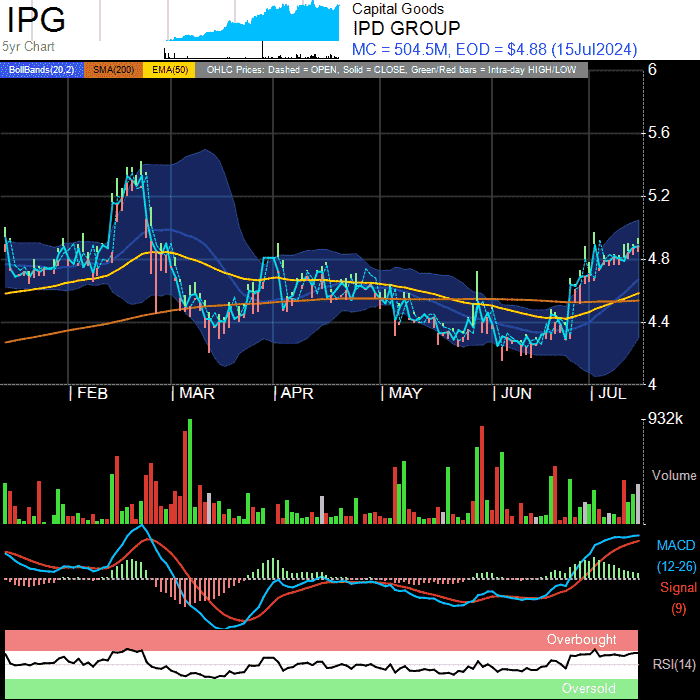 IPG
5yr Chart
Capital Goods
IPD GROUP
MC = 504.5M, EOD = $4.88 (15Jul2024)
BollBands(20,2) SMA(200) EMA(50) OHLC Prices: Dashed = OPEN, Solid = CLOSE, Green/Red bars = Intra-day HIGH/LOW
6
5.6
5.2
4.8
4.4
4
FEB MAR APR MAY JUN JUL
932k
Volume
MACD
(12-26)
Signal
(9)
Overbought
RSI(14)
Oversold